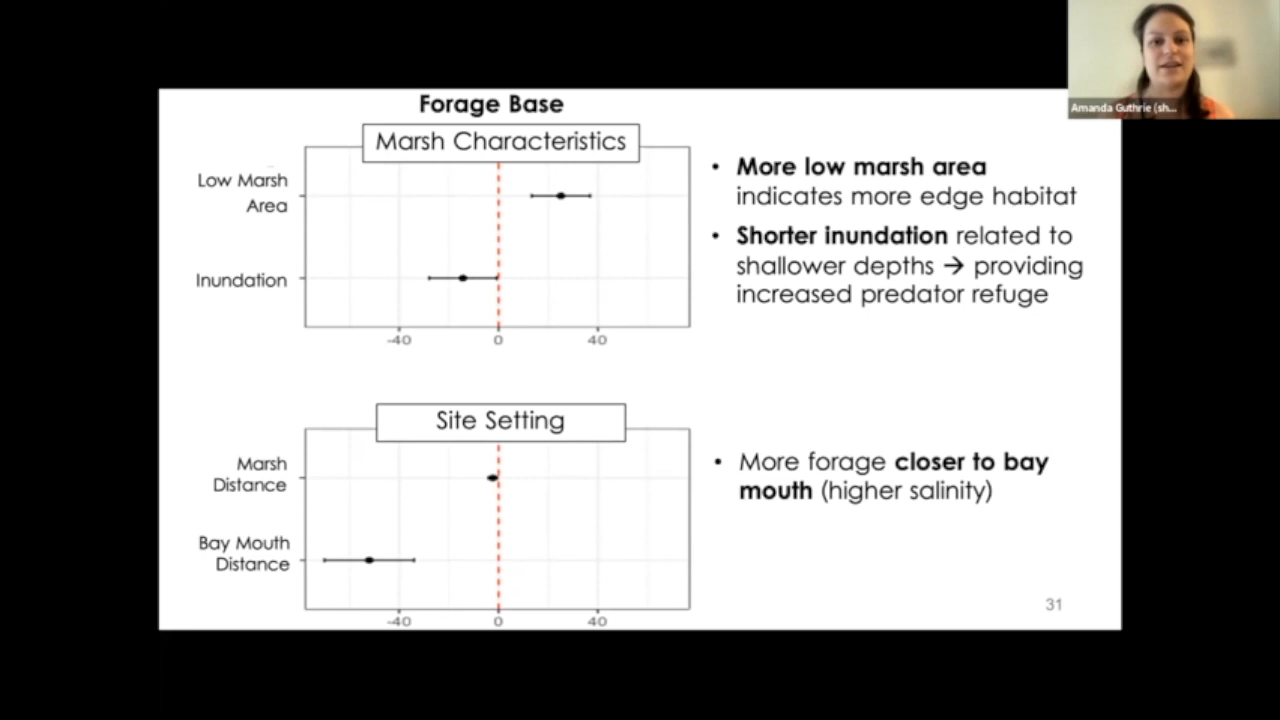 Forage Base
Marsh Characteristics
Low Marsh
Area
Inundation
-40 0 40
• More low marsh area
indicates more edge habitat
• Shorter inundation related to
shallower depths → providing
increased predator refuge
Site Setting
Marsh
Distance
Bay Mouth
Distance
-40 0 40
• More forage closer to bay
mouth (higher salinity)
31
Amanda Guthrie (sh...